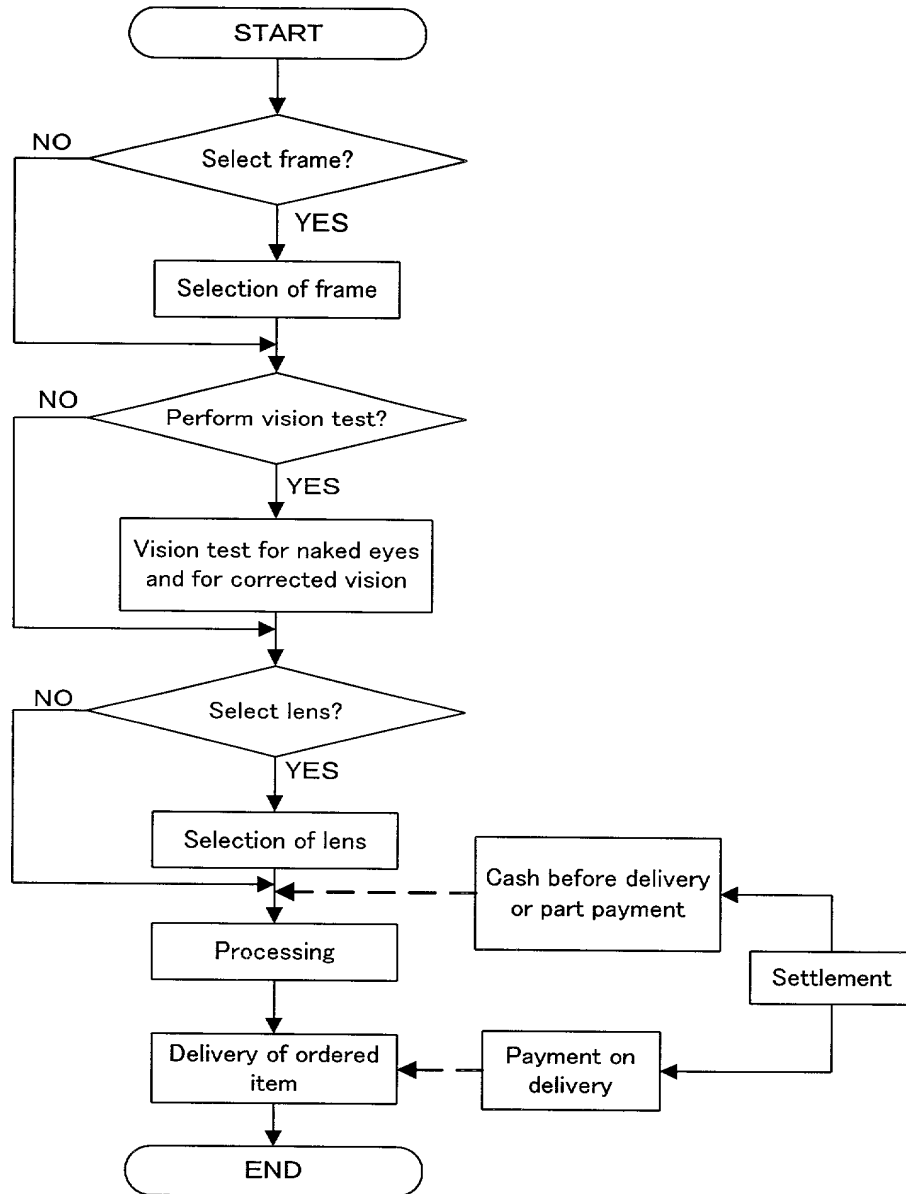 START
NO
Select frame?
YES
Selection of frame
NO
Perform vision test?
YES
Vision test for naked eyes
and for corrected vision
NO
Select lens?
YES
Selection of lens
Cash before delivery
or part payment
Processing
Settlement
Delivery of ordered
item
Payment on
delivery
END